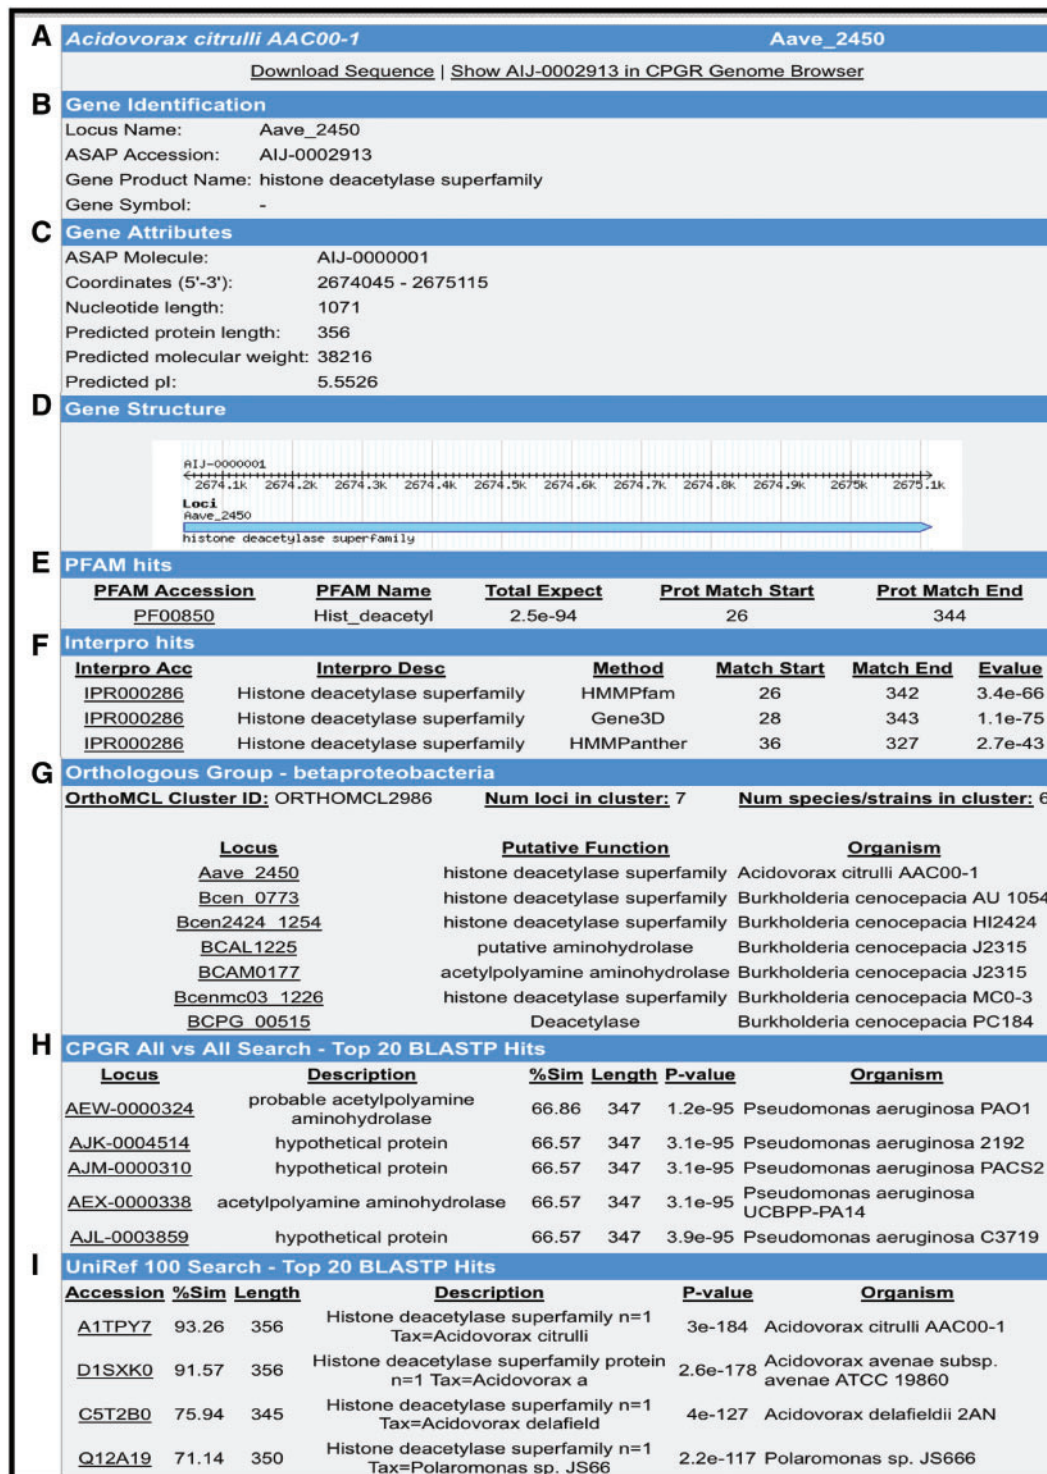 A Acidovorax citrulli AAC00-1 Aave_2450
Download Sequence | Show AIJ-0002913 in CPGR Genome Browser
B Gene Identification
Locus Name: Aave_2450
ASAP Accession: AIJ-0002913
Gene Product Name: histone deacetylase superfamily
Gene Symbol: -
C Gene Attributes
ASAP Molecule: AIJ-0000001
Coordinates (5'-3'): 2674045 - 2675115
Nucleotide length: 1071
Predicted protein length: 356
Predicted molecular weight: 38216
Predicted pI: 5.5526
D Gene Structure
AIJ-0000001
2674.1k 2674.2k 2674.3k 2674.4k 2674.5k 2674.6k 2674.7k 2674.8k 2674.9k 2675k 2675.1k
Loci
Aave_2450
histone deacetylase superfamily
E PFAM hits
PFAM Accession PFAM Name Total Expect Prot Match Start Prot Match End
PF00850 Hist_deacetyl 2.5e-94 26 344
F Interpro hits
Interpro Acc Interpro Desc Method Match Start Match End Evalue
IPR000286 Histone deacetylase superfamily HMMPfam 26 342 3.4e-66
IPR000286 Histone deacetylase superfamily Gene3D 28 343 1.1e-75
IPR000286 Histone deacetylase superfamily HMMPanther 36 327 2.7e-43
G Orthologous Group - betaproteobacteria
OrthoMCL Cluster ID: ORTHOMCL2986 Num loci in cluster: 7 Num species/strains in cluster: 6
Locus Putative Function Organism
Aave_2450 histone deacetylase superfamily Acidovorax citrulli AAC00-1
Bcen_0773 histone deacetylase superfamily Burkholderia cenocepacia AU 1054
Bcen2424_1254 histone deacetylase superfamily Burkholderia cenocepacia HI2424
BCAL1225 putative aminohydrolase Burkholderia cenocepacia J2315
BCAM0177 acetylpolyamine aminohydrolase Burkholderia cenocepacia J2315
Bcenmc03_1226 histone deacetylase superfamily Burkholderia cenocepacia MC0-3
BCPG_00515 Deacetylase Burkholderia cenocepacia PC184
H CPGR All vs All Search - Top 20 BLASTP Hits
Locus Description %Sim Length P-value Organism
AEW-0000324 probable acetylpolyamine aminohydrolase 66.86 347 1.2e-95 Pseudomonas aeruginosa PAO1
AJK-0004514 hypothetical protein 66.57 347 3.1e-95 Pseudomonas aeruginosa 2192
AJM-0000310 hypothetical protein 66.57 347 3.1e-95 Pseudomonas aeruginosa PACS2
AEX-0000338 acetylpolyamine aminohydrolase 66.57 347 3.1e-95 Pseudomonas aeruginosa UCBPP-PA14
AJL-0003859 hypothetical protein 66.57 347 3.9e-95 Pseudomonas aeruginosa C3719
I UniRef 100 Search - Top 20 BLASTP Hits
Accession %Sim Length Description P-value Organism
A1TPY7 93.26 356 Histone deacetylase superfamily n=1 Tax=Acidovorax citrulli 3e-184 Acidovorax citrulli AAC00-1
D1SXK0 91.57 356 Histone deacetylase superfamily protein n=1 Tax=Acidovorax a 2.6e-178 Acidovorax avenae subsp. avenae ATCC 19860
C5T2B0 75.94 345 Histone deacetylase superfamily n=1 Tax=Acidovorax delafield 4e-127 Acidovorax delafieldii 2AN
Q12A19 71.14 350 Histone deacetylase superfamily n=1 Tax=Polaromonas sp. JS66 2.2e-117 Polaromonas sp. JS666